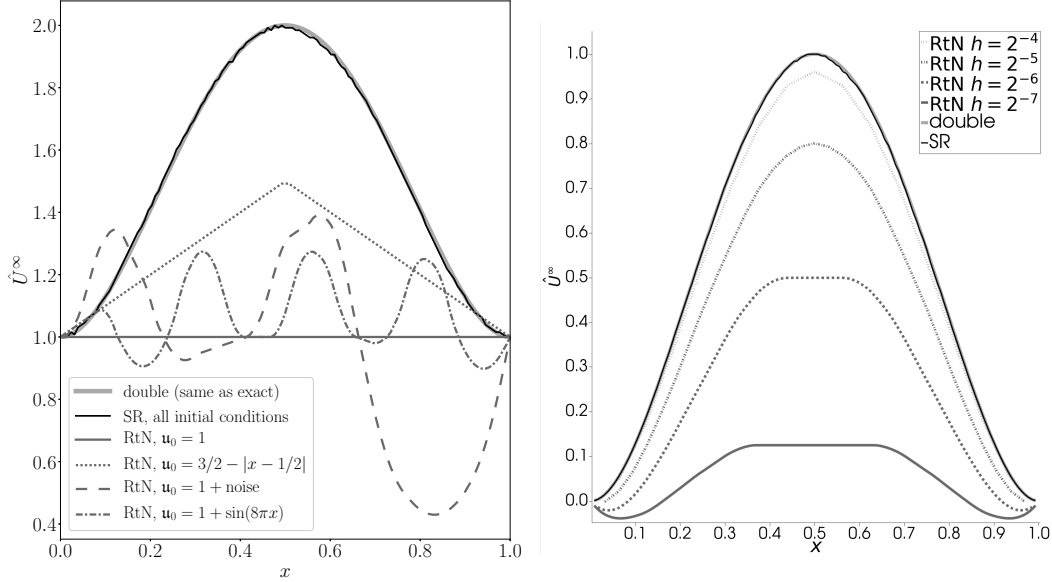 2.0
1.8
1.6
1.4
1.2
1.0
0.8
0.6
0.4
Û∞
double (same as exact)
SR, all initial conditions
RtN, 𝖚₀ = 1
RtN, 𝖚₀ = 3/2 − |x − 1/2|
RtN, 𝖚₀ = 1 + noise
RtN, 𝖚₀ = 1 + sin(8πx)
0.0 0.2 0.4 0.6 0.8 1.0
x
RtN h = 2⁻⁴
RtN h = 2⁻⁵
RtN h = 2⁻⁶
RtN h = 2⁻⁷
double
SR
1.0
0.9
0.8
0.7
0.6
0.5
0.4
0.3
0.2
0.1
0.0
Û∞
0.1 0.2 0.3 0.4 0.5 0.6 0.7 0.8 0.9 1.0
x